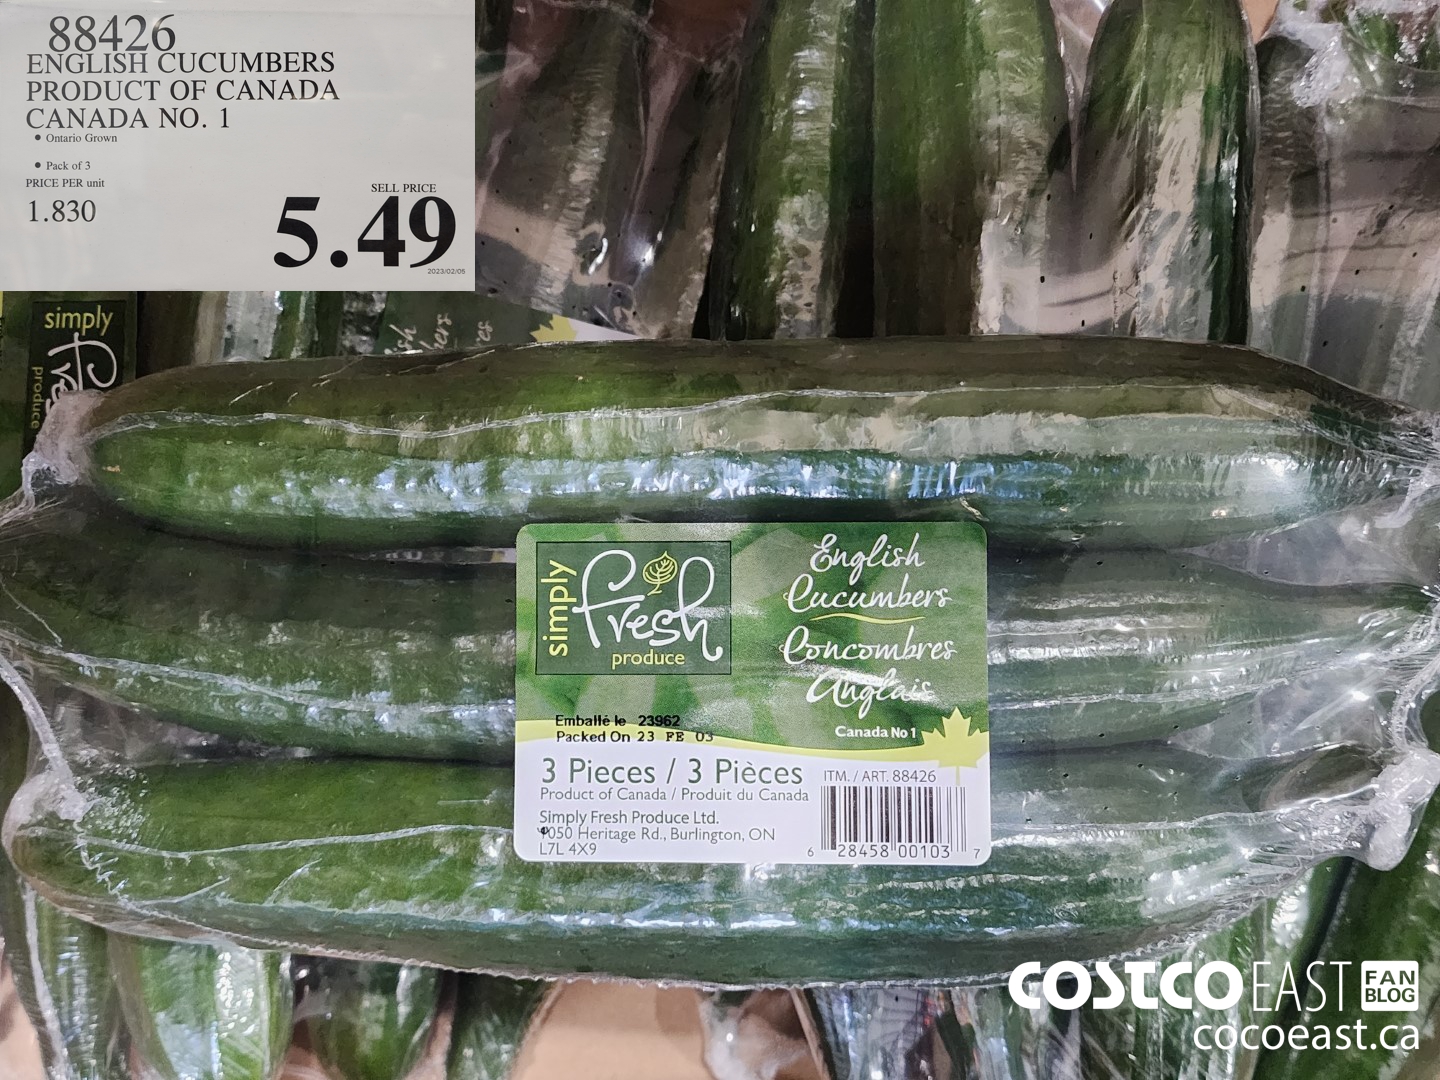 88426
ENGLISH CUCUMBERS
PRODUCT OF CANADA
CANADA NO. 1
• Ontario Grown
• Pack of 3
PRICE PER unit
1.830
SELL PRICE
5.49
2023/02/05
simply
fresh
produce
ish
bers
es
simply
fresh
produce
English
Cucumbers
Concombres
Anglais
Canada No 1
Emballé le 23962
Packed On 23 FE 03
3 Pieces / 3 Pièces
Product of Canada / Produit du Canada
ITM. / ART. 88426
Simply Fresh Produce Ltd.
4050 Heritage Rd., Burlington, ON
L7L 4X9
6 28458 00103 7
COSTCO EAST FAN BLOG
cocoeast.ca